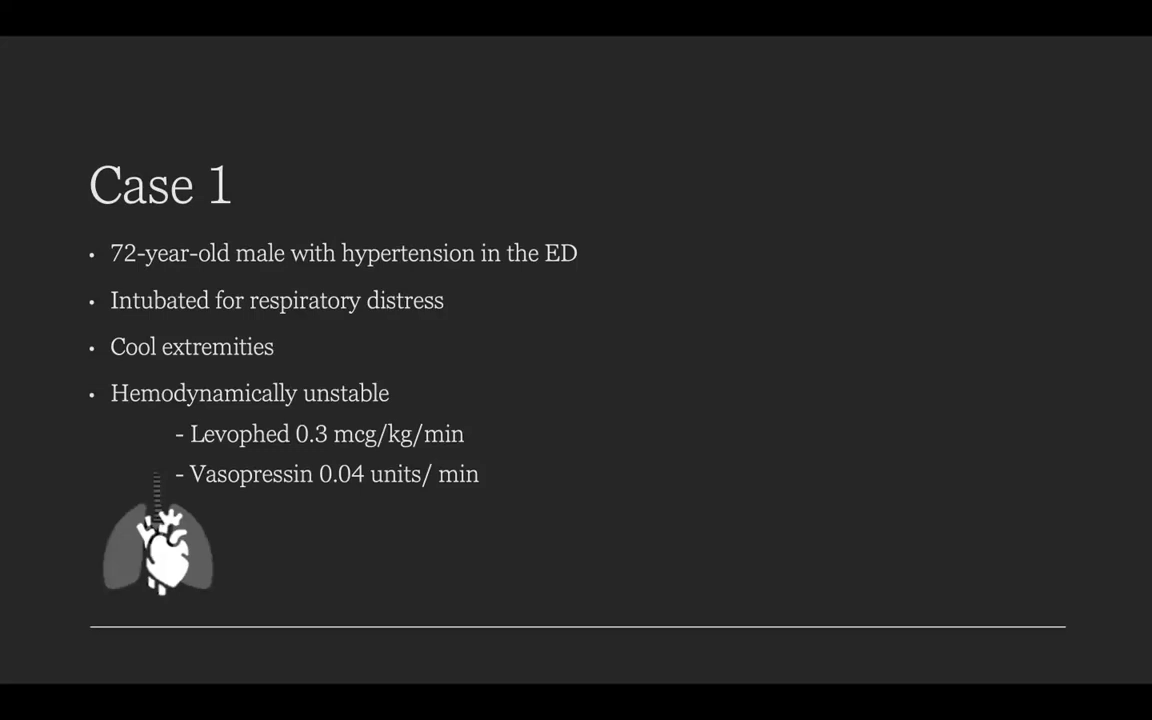 Case 1
• 72-year-old male with hypertension in the ED
• Intubated for respiratory distress
• Cool extremities
• Hemodynamically unstable
- Levophed 0.3 mcg/kg/min
- Vasopressin 0.04 units/ min